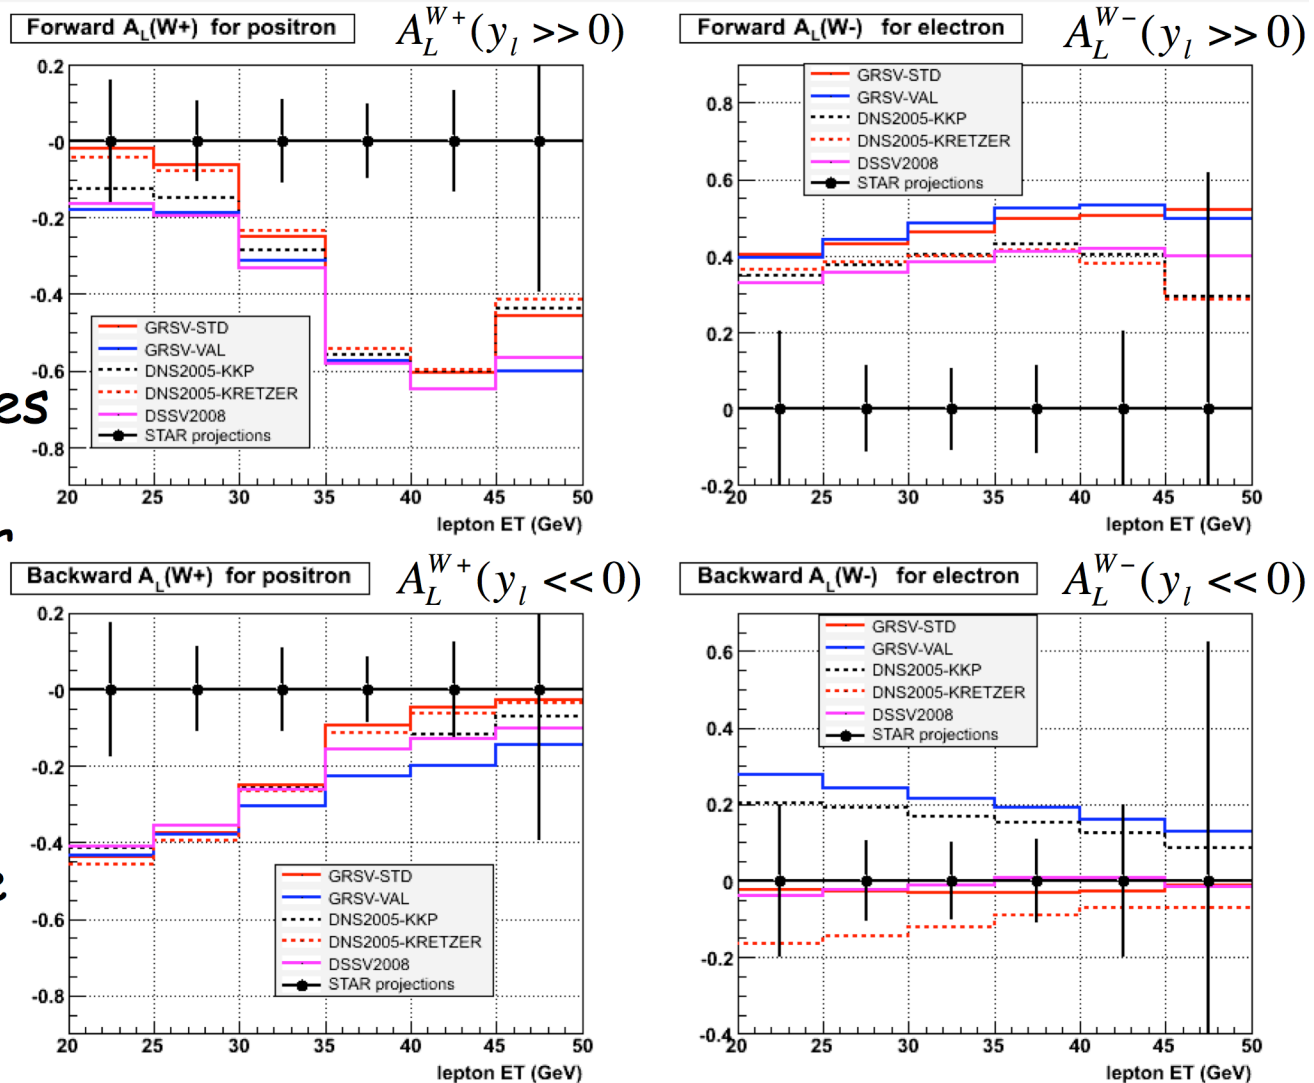 Forward A_L(W+) for positron
A_L^{W+}(y_l >> 0)
0.2
-0
-0.2
-0.4
-0.6
-0.8
GRSV-STD
GRSV-VAL
DNS2005-KKP
DNS2005-KRETZER
DSSV2008
STAR projections
20 25 30 35 40 45 50
lepton ET (GeV)
Forward A_L(W-) for electron
A_L^{W-}(y_l >> 0)
0.8
0.6
0.4
0.2
0
-0.2
GRSV-STD
GRSV-VAL
DNS2005-KKP
DNS2005-KRETZER
DSSV2008
STAR projections
20 25 30 35 40 45 50
lepton ET (GeV)
es
r
e
Backward A_L(W+) for positron
A_L^{W+}(y_l << 0)
0.2
-0
-0.2
-0.4
-0.6
-0.8
GRSV-STD
GRSV-VAL
DNS2005-KKP
DNS2005-KRETZER
DSSV2008
STAR projections
20 25 30 35 40 45 50
lepton ET (GeV)
Backward A_L(W-) for electron
A_L^{W-}(y_l << 0)
0.6
0.4
0.2
0
-0.2
-0.4
GRSV-STD
GRSV-VAL
DNS2005-KKP
DNS2005-KRETZER
DSSV2008
STAR projections
20 25 30 35 40 45 50
lepton ET (GeV)